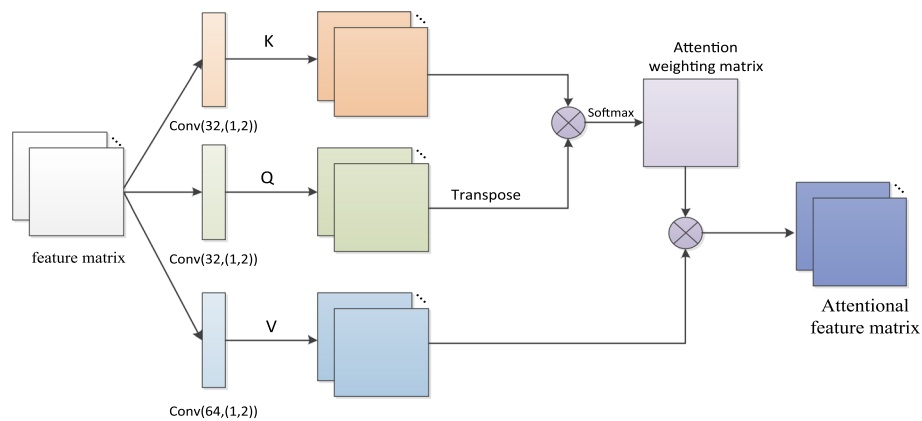 K
Attention
weighting matrix
Softmax
Conv(32,(1,2))
Q
Transpose
feature matrix
Conv(32,(1,2))
V
Attentional
feature matrix
Conv(64,(1,2))